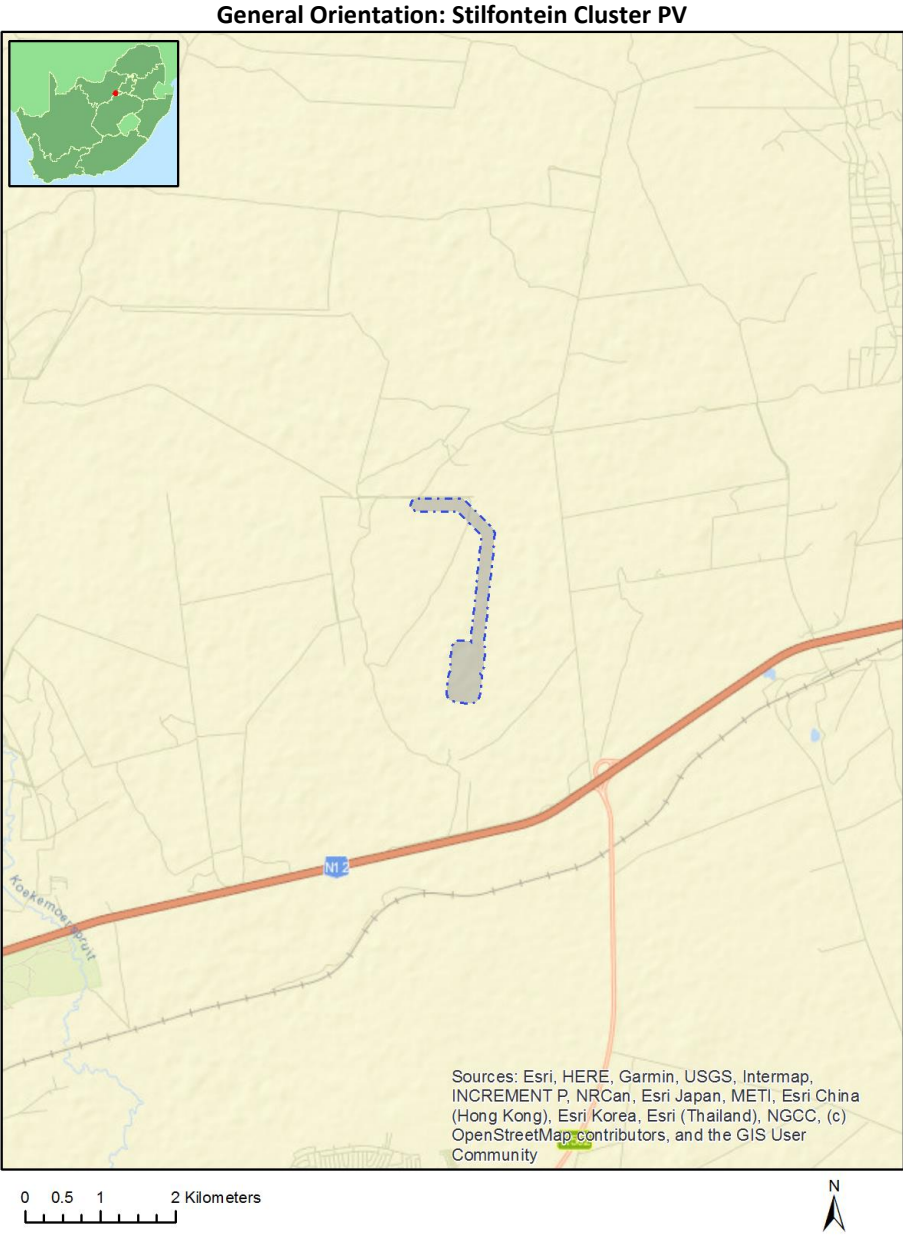 General Orientation: Stilfontein Cluster PV
N12
Koekemoerspruit
Sources: Esri, HERE, Garmin, USGS, Intermap,
INCREMENT P, NRCan, Esri Japan, METI, Esri China
(Hong Kong), Esri Korea, Esri (Thailand), NGCC, (c)
OpenStreetMap contributors, and the GIS User
Community
0 0.5 1 2 Kilometers
N